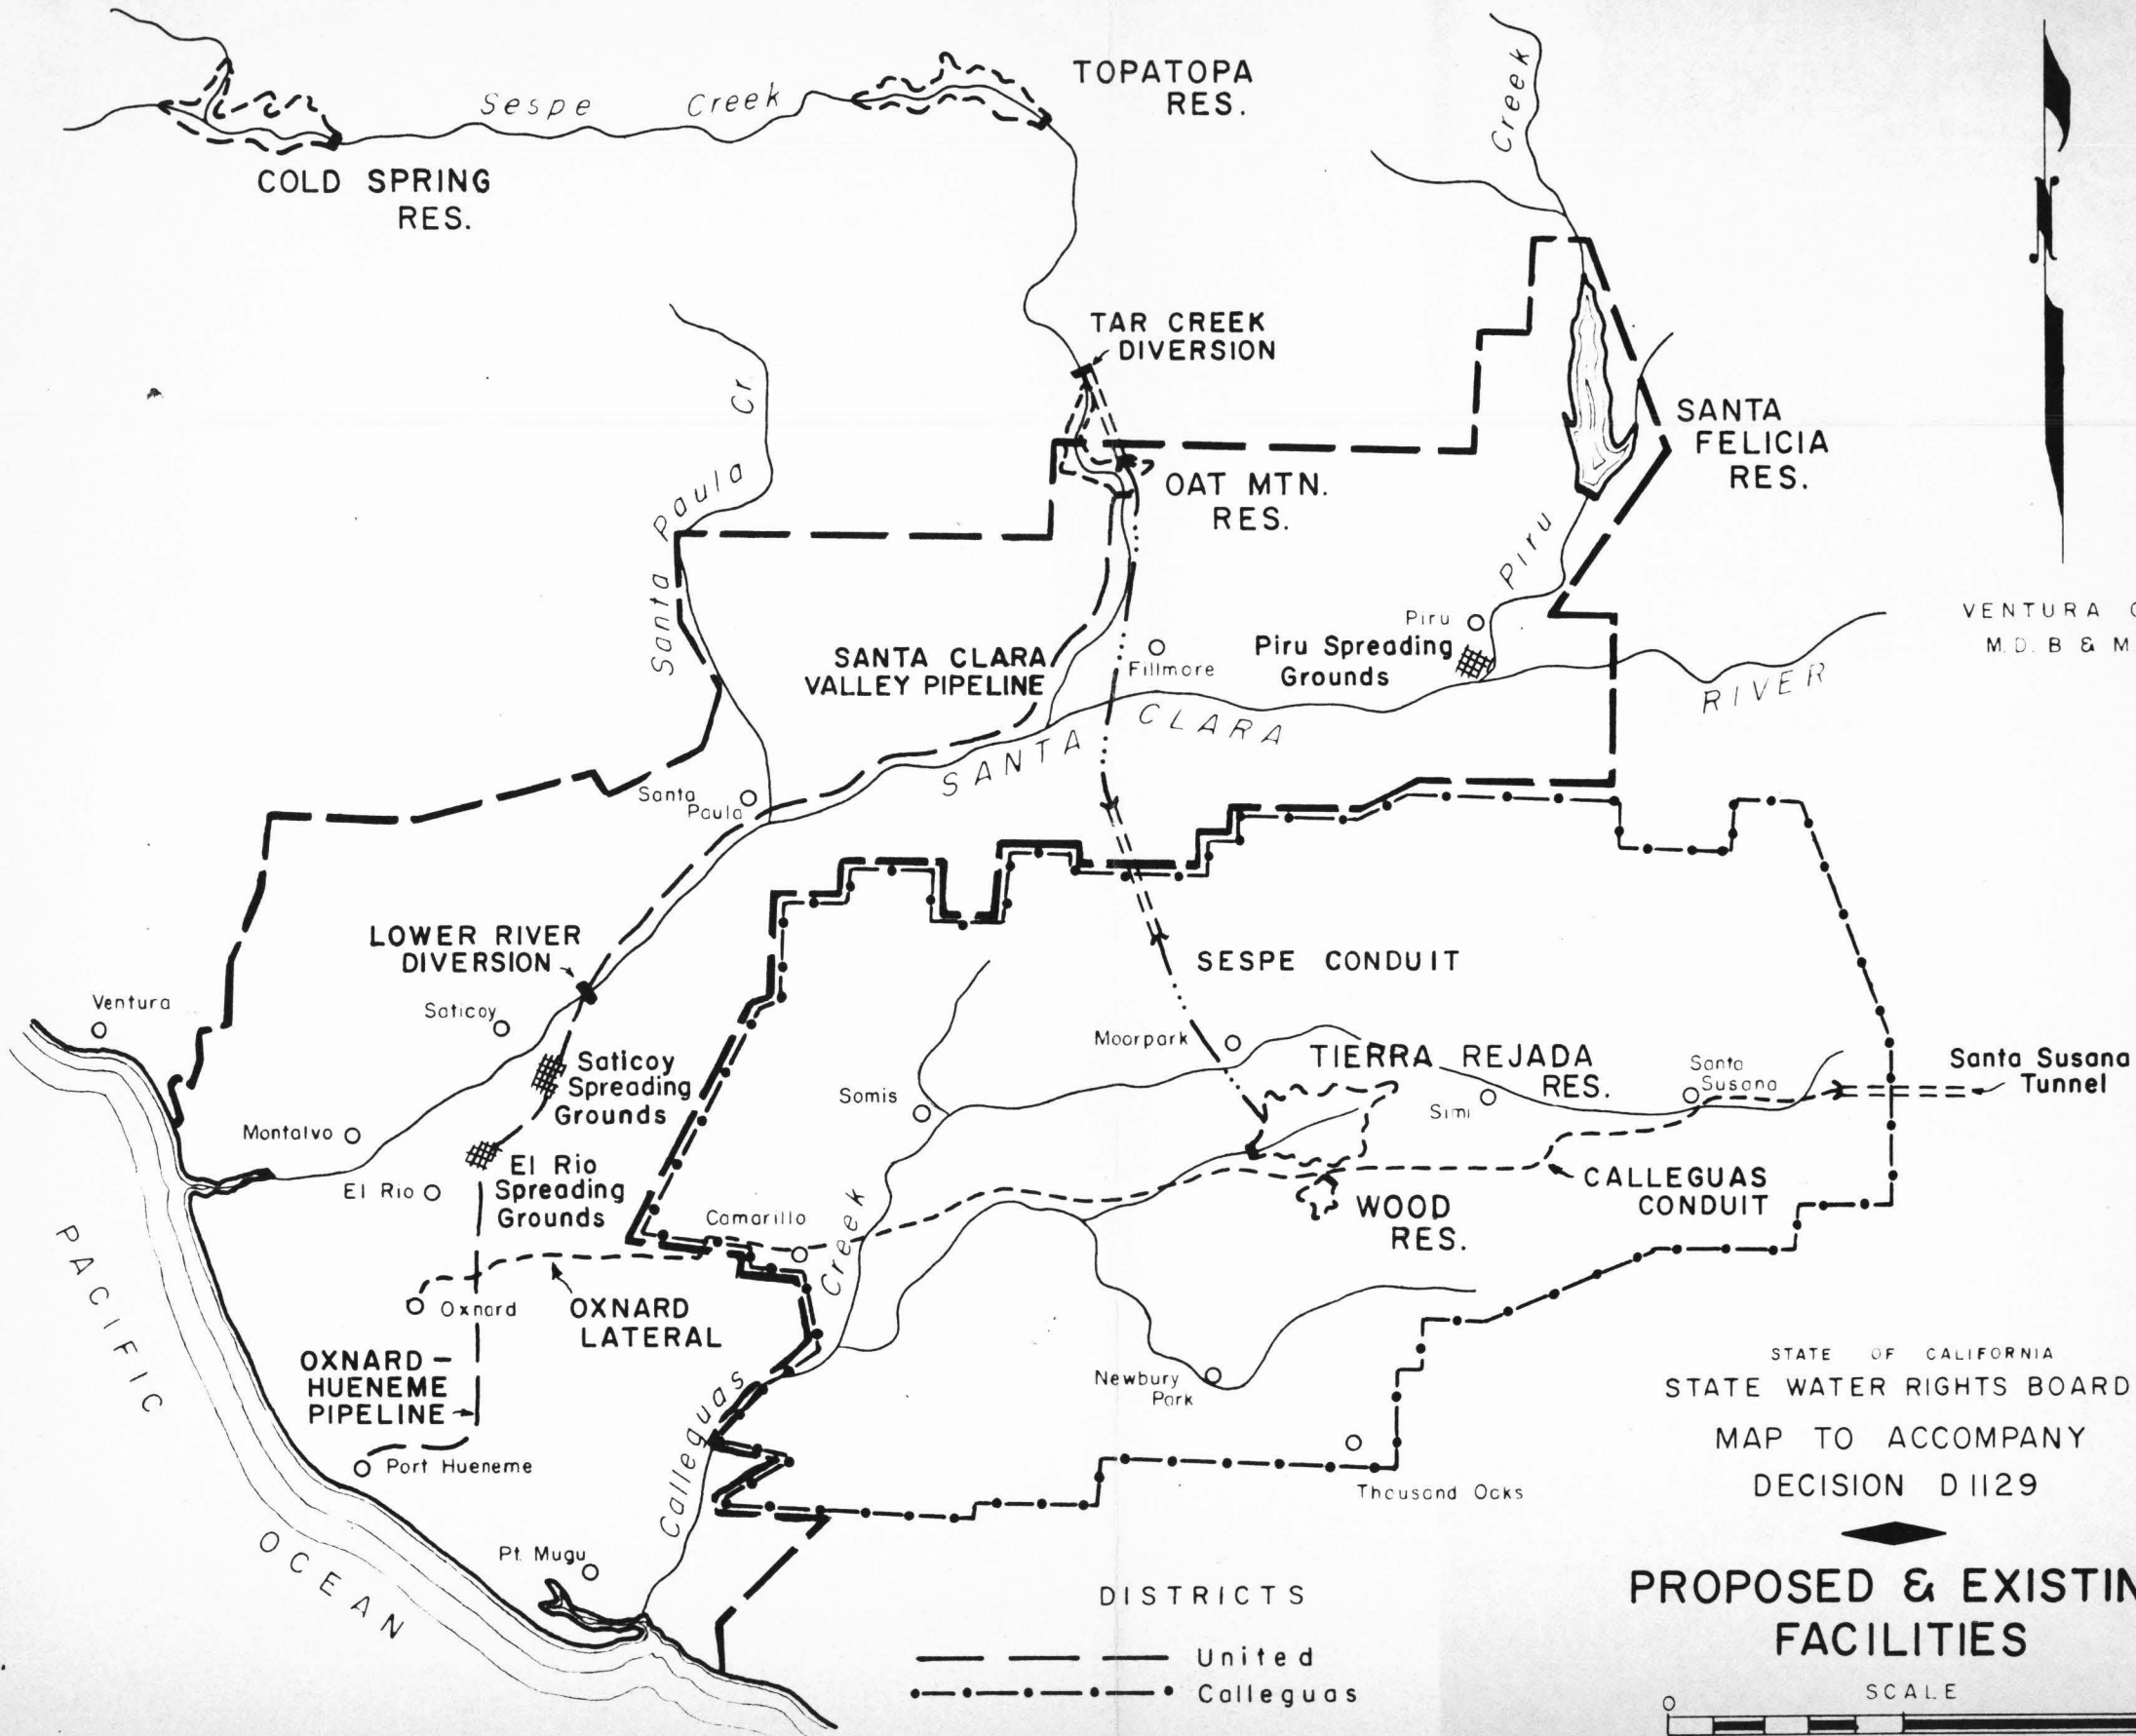 TOPATOPA
RES.
Sespe Creek
COLD SPRING
RES.
Creek
N
TAR CREEK
DIVERSION
Cr.
Paula
Santa
SANTA
FELICIA
RES.
OAT MTN.
RES.
Piru
VENTURA
M.D. B & M
Piru
Piru Spreading
Grounds
SANTA CLARA
VALLEY PIPELINE
Fillmore
SANTA CLARA RIVER
Santa
Paula
LOWER RIVER
DIVERSION
SESPE CONDUIT
Ventura
Saticoy
Saticoy
Spreading
Grounds
Moorpark
TIERRA REJADA
RES.
Santa
Susana
Santa Susana
Tunnel
Somis
Simi
Montalvo
El Rio
Spreading
Grounds
El Rio
CALLEGUAS
CONDUIT
WOOD
RES.
Camarillo
Creek
Calleguas
Oxnard
OXNARD
LATERAL
OXNARD –
HUENEME
PIPELINE
Newbury
Park
Port Hueneme
Thousand Oaks
Pt. Mugu
PACIFIC
OCEAN
DISTRICTS
United
Calleguas
STATE OF CALIFORNIA
STATE WATER RIGHTS BOARD
MAP TO ACCOMPANY
DECISION D 1129
PROPOSED & EXISTIN
FACILITIES
SCALE
0